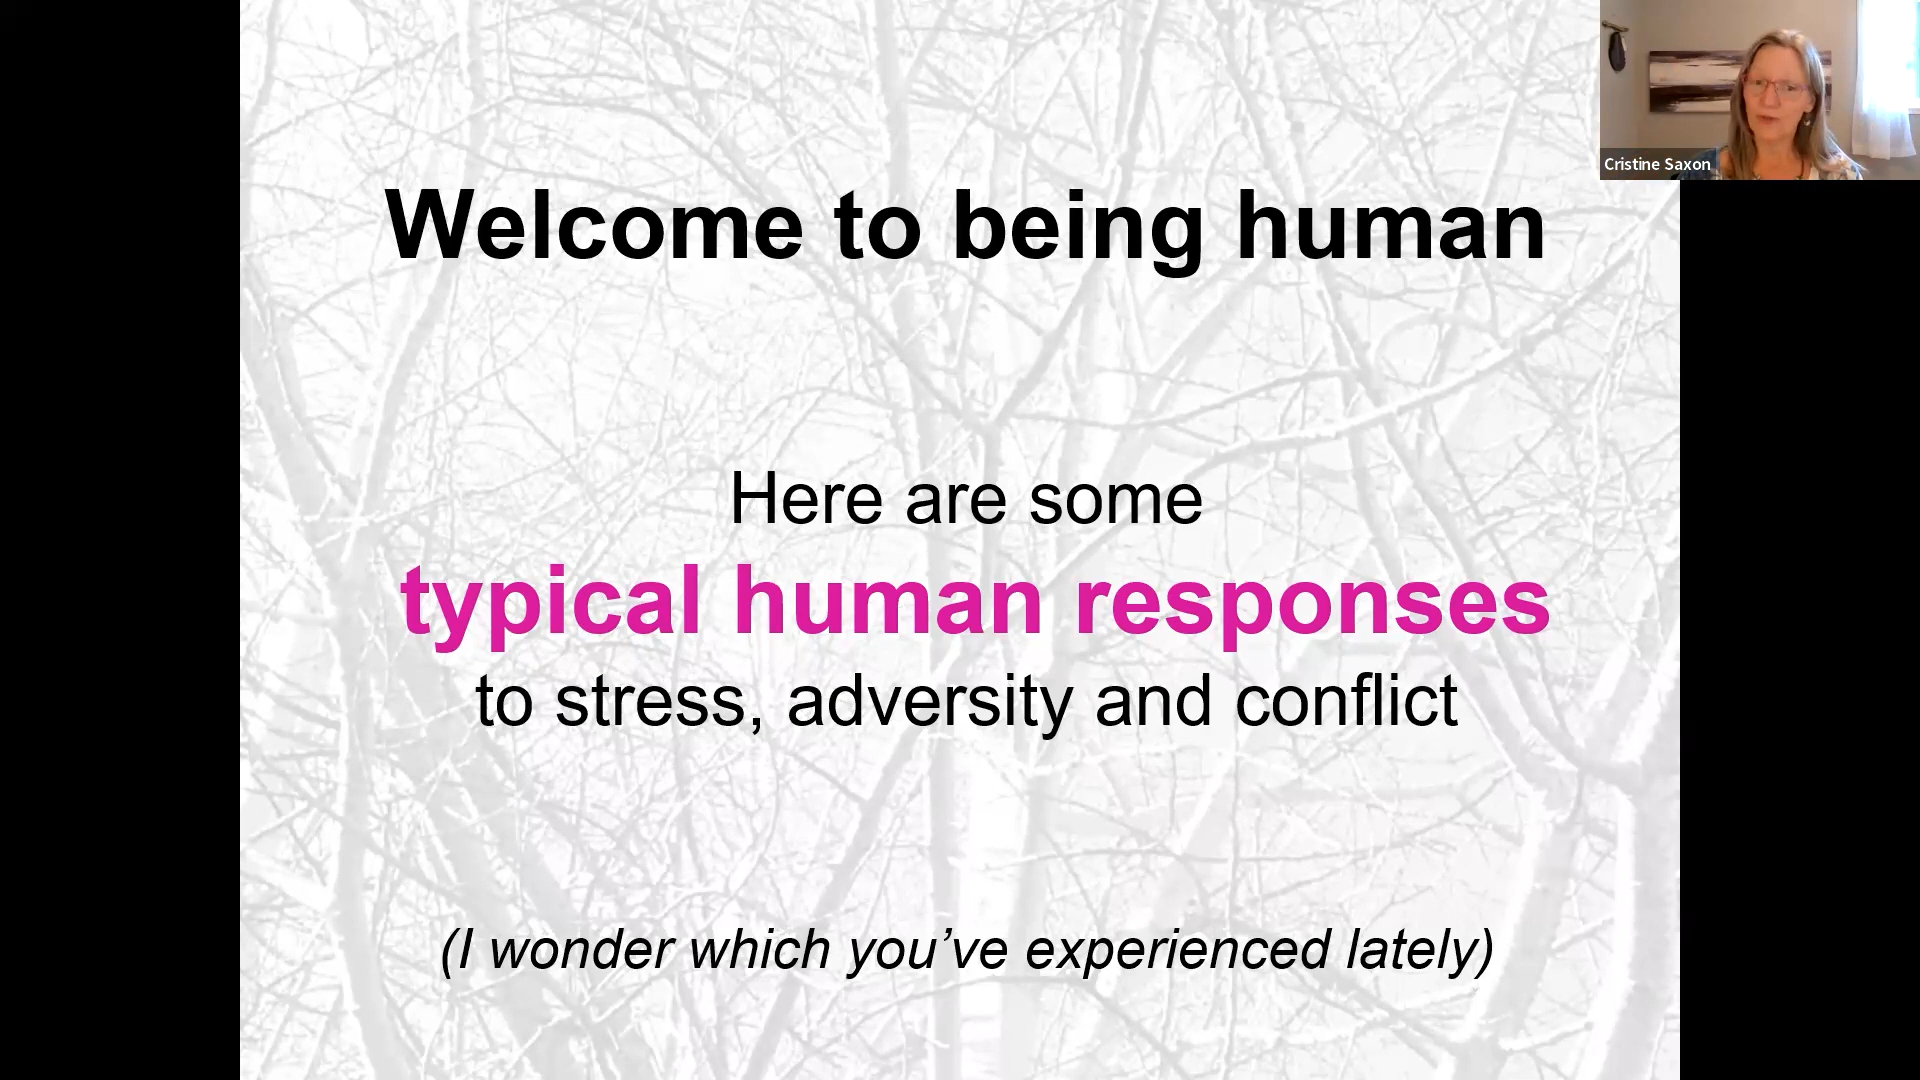 Welcome to being human
Here are some
typical human responses
to stress, adversity and conflict
(I wonder which you’ve experienced lately)
Cristine Saxon